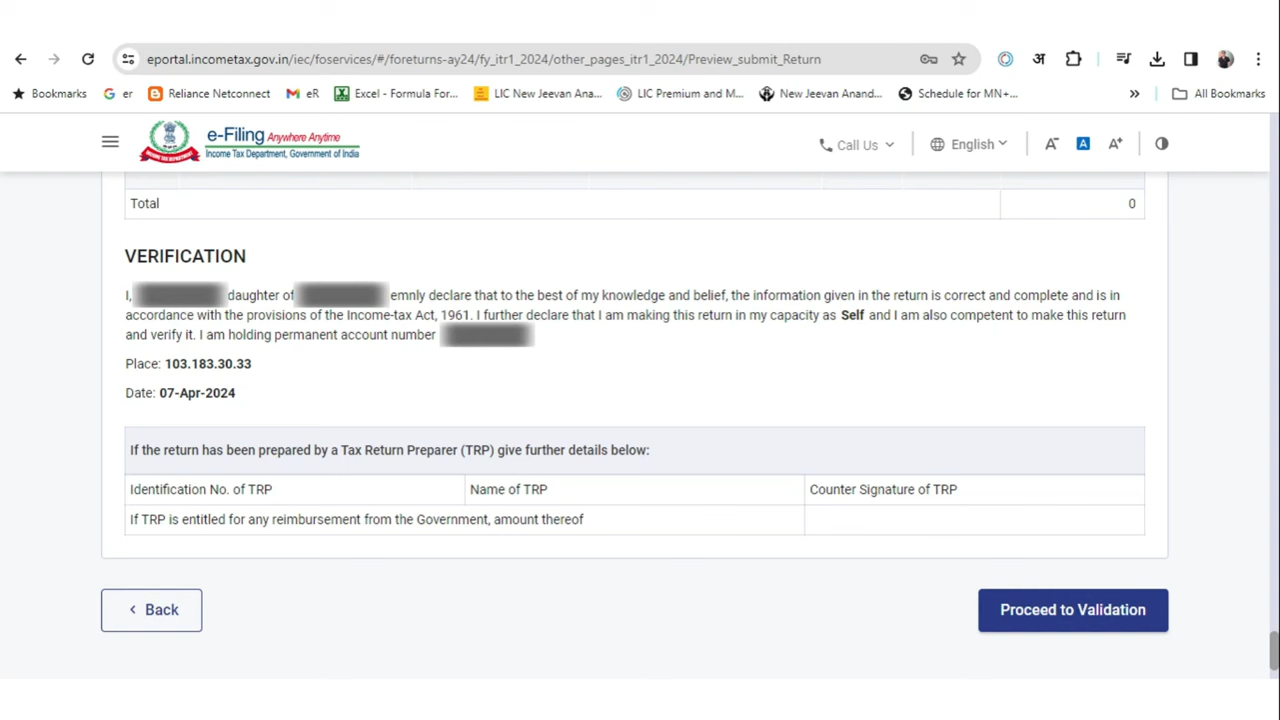 eportal.incometax.gov.in/iec/foservices/#/foreturns-ay24/fy_itr1_2024/other_pages_itr1_2024/Preview_submit_Return
अ
Bookmarks
G er
Reliance Netconnect
eR
Excel - Formula For...
LIC New Jeevan Ana...
LIC Premium and M...
New Jeevan Anand...
Schedule for MN+...
»
All Bookmarks
e-Filing Anywhere Anytime
Income Tax Department, Government of India
Call Us
English
A-
A
A+
Total 0
VERIFICATION
I, daughter of emnly declare that to the best of my knowledge and belief, the information given in the return is correct and complete and is in
accordance with the provisions of the Income-tax Act, 1961. I further declare that I am making this return in my capacity as Self and I am also competent to make this return
and verify it. I am holding permanent account number
Place: 103.183.30.33
Date: 07-Apr-2024
If the return has been prepared by a Tax Return Preparer (TRP) give further details below:
Identification No. of TRP Name of TRP Counter Signature of TRP
If TRP is entitled for any reimbursement from the Government, amount thereof
< Back
Proceed to Validation